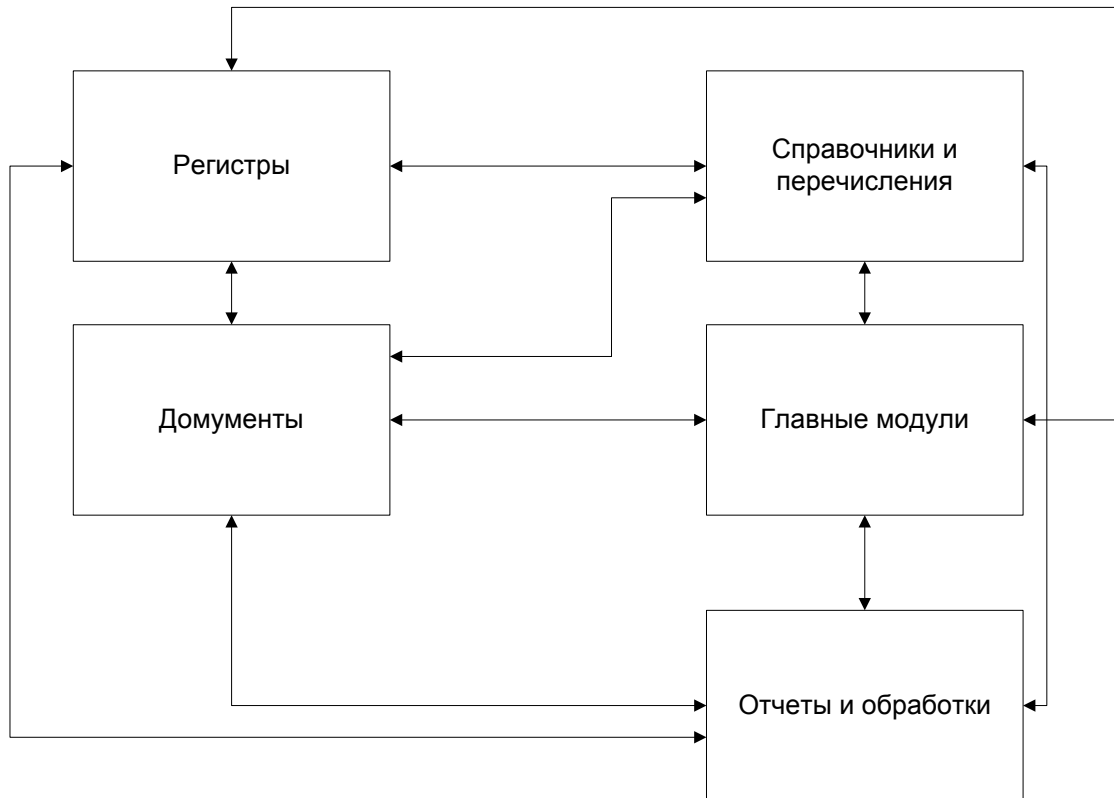 Регистры
Справочники и
перечисления
Домументы
Главные модули
Отчеты и обработки